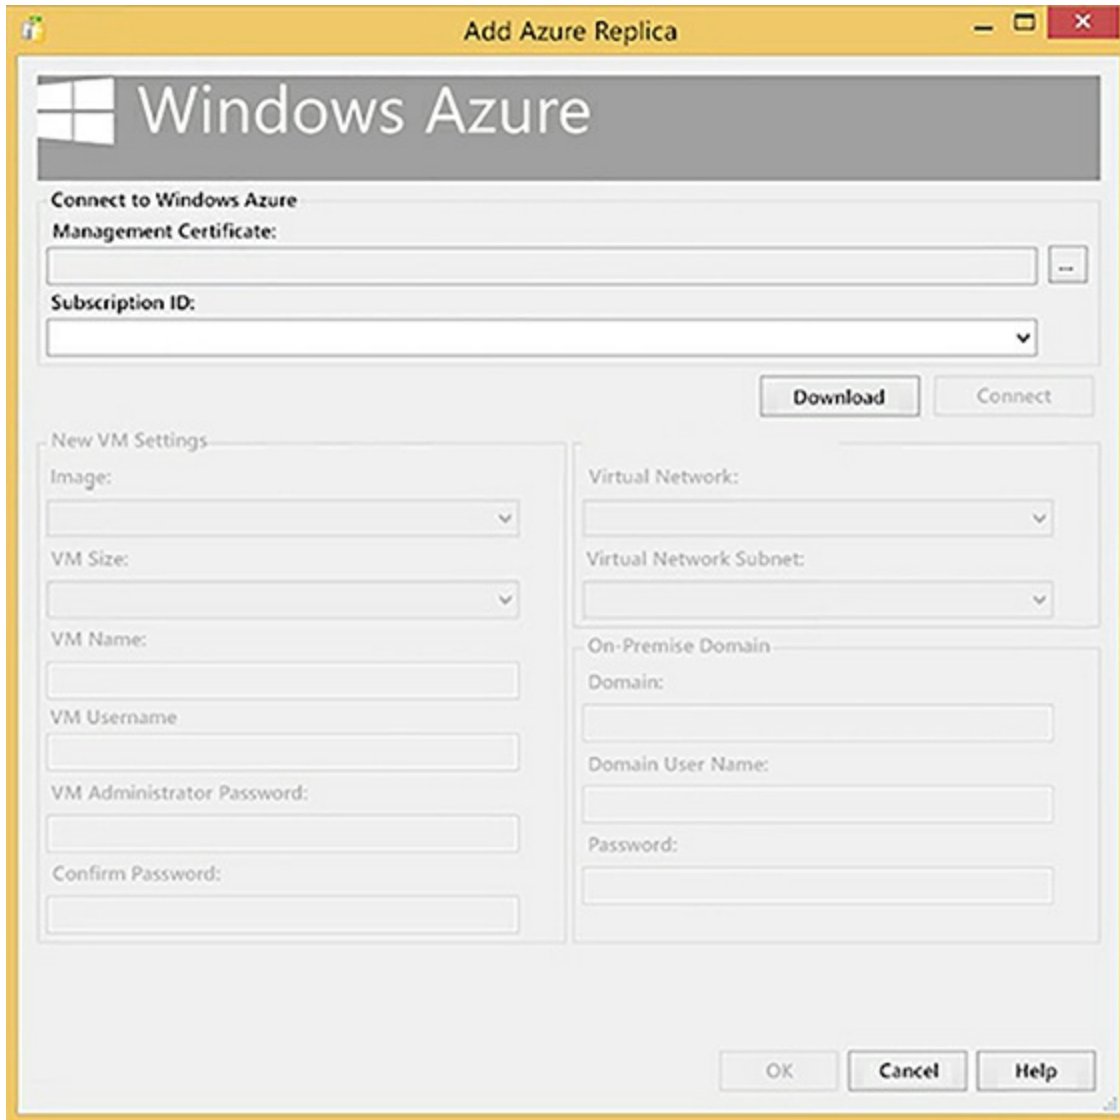 Add Azure Replica
Windows Azure
Connect to Windows Azure
Management Certificate:
...
Subscription ID:
Download
Connect
New VM Settings
Image:
VM Size:
VM Name:
VM Username
VM Administrator Password:
Confirm Password:
Virtual Network:
Virtual Network Subnet:
On-Premise Domain
Domain:
Domain User Name:
Password:
OK
Cancel
Help